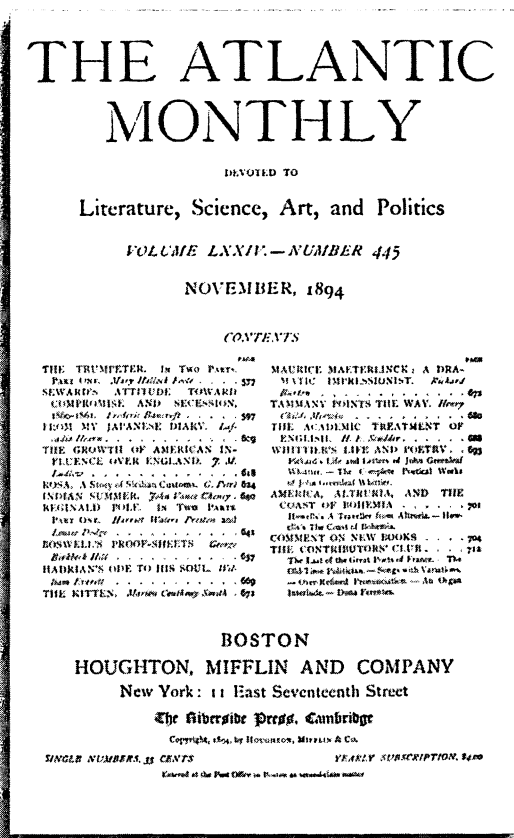 THE ATLANTIC
MONTHLY
DEVOTED TO
Literature, Science, Art, and Politics
VOLUME LXXIV.—NUMBER 445
NOVEMBER, 1894
CONTENTS
PAGE
THE TRUMPETER. IN TWO PARTS.
PART ONE. Mary Hallock Foote . . . . 577
SEWARD'S ATTITUDE TOWARD
COMPROMISE AND SECESSION,
1860-1861. Frederic Bancroft . . . . 597
FROM MY JAPANESE DIARY. Laf-
cadio Hearn . . . . 609
THE GROWTH OF AMERICAN IN-
FLUENCE OVER ENGLAND. J. M.
Ludlow . . . . 618
ROSA, A Story of Sicilian Customs. G. Pitrè 624
INDIAN SUMMER. John Vance Cheney . 640
REGINALD POLE. IN TWO PARTS
PART ONE. Harriet Waters Preston and
Louise Dodge . . . . 641
BOSWELL'S PROOF-SHEETS George
Birkbeck Hill . . . . 657
HADRIAN'S ODE TO HIS SOUL. Wil-
liam Everett . . . . 669
THE KITTEN. Marion Couthouy Smith . 671
PAGE
MAURICE MAETERLINCK: A DRA-
MATIC IMPRESSIONIST. Richard
Burton . . . . 672
TAMMANY POINTS THE WAY. Henry
Childs Merwin . . . . 680
THE ACADEMIC TREATMENT OF
ENGLISH. H. E. Scudder . . . . 688
WHITTIER'S LIFE AND POETRY . . 693
Pickard's Life and Letters of John Greenleaf
Whittier. — The Complete Poetical Works
of John Greenleaf Whittier.
AMERICA, ALTRURIA, AND THE
COAST OF BOHEMIA . . . . 701
Howells's A Traveller from Altruria. — How-
ells's The Coast of Bohemia.
COMMENT ON NEW BOOKS . . . . 704
THE CONTRIBUTORS' CLUB . . . . 712
The Last of the Great Poets of France. — The
Old-Time Politician. — Songs with Variations.
— Over-Refined Pronunciation. — An Organ
Interlude. — Dona Ferentes.
BOSTON
HOUGHTON, MIFFLIN AND COMPANY
New York: 11 East Seventeenth Street
The Riverside Press, Cambridge
Copyright, 1894, by HOUGHTON, MIFFLIN & CO.
SINGLE NUMBERS, 35 CENTS
YEARLY SUBSCRIPTION, $4.00
Entered at the Post Office in Boston as second-class matter